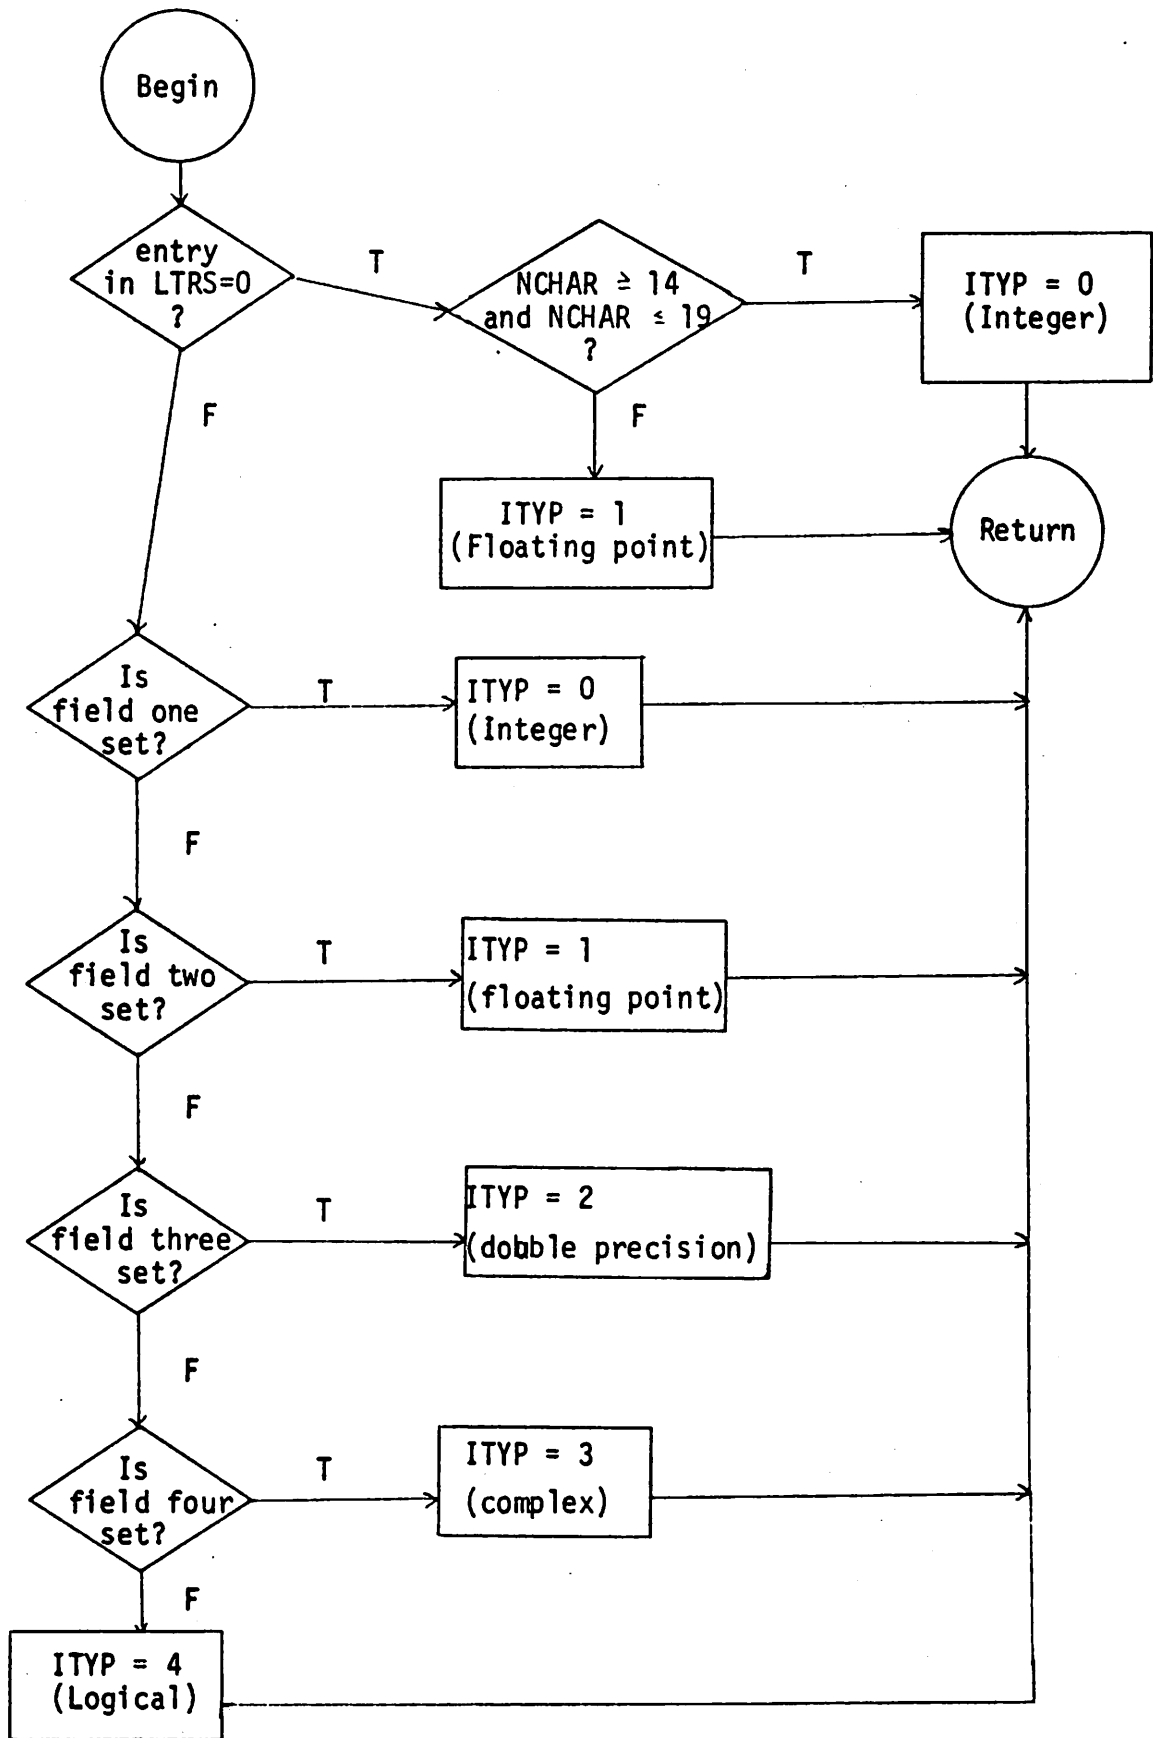 Begin
entry
in LTRS=0
?
T
NCHAR ≥ 14
and NCHAR ≤ 19
?
T
ITYP = 0
(Integer)
F
F
ITYP = 1
(Floating point)
Return
Is
field one
set?
T
ITYP = 0
(Integer)
F
Is
field two
set?
T
ITYP = 1
(floating point)
F
Is
field three
set?
T
ITYP = 2
(double precision)
F
Is
field four
set?
T
ITYP = 3
(complex)
F
ITYP = 4
(Logical)